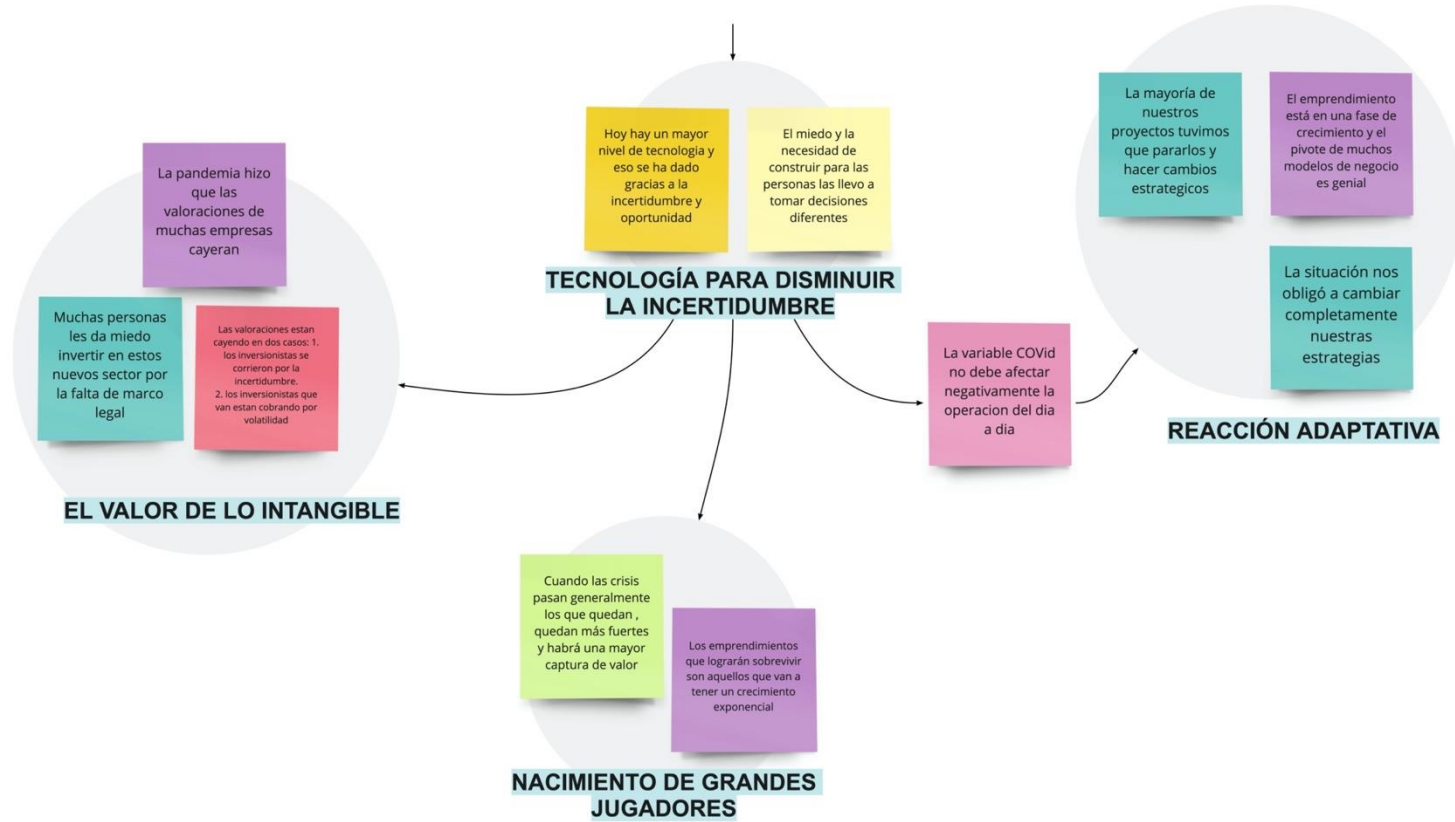 Hoy hay un mayor
nivel de tecnologia y
eso se ha dado
gracias a la
incertidumbre y
oportunidad
El miedo y la
necesidad de
construir para las
personas las llevo a
tomar decisiones
diferentes
TECNOLOGÍA PARA DISMINUIR
LA INCERTIDUMBRE
La pandemia hizo
que las
valoraciones de
muchas empresas
cayeran
Muchas personas
les da miedo
invertir en estos
nuevos sector por
la falta de marco
legal
Las valoraciones estan
cayendo en dos casos: 1.
los inversionistas se
corrieron por la
incertidumbre.
2. los inversionistas que
van estan cobrando por
volatilidad
EL VALOR DE LO INTANGIBLE
Cuando las crisis
pasan generalmente
los que quedan ,
quedan más fuertes
y habrá una mayor
captura de valor
Los emprendimientos
que lograrán sobrevivir
son aquellos que van a
tener un crecimiento
exponencial
NACIMIENTO DE GRANDES
JUGADORES
La variable COVid
no debe afectar
negativamente la
operacion del dia
a dia
La mayoría de
nuestros
proyectos tuvimos
que pararlos y
hacer cambios
estrategicos
El emprendimiento
está en una fase de
crecimiento y el
pivote de muchos
modelos de negocio
es genial
La situación nos
obligó a cambiar
completamente
nuestras
estrategias
REACCIÓN ADAPTATIVA